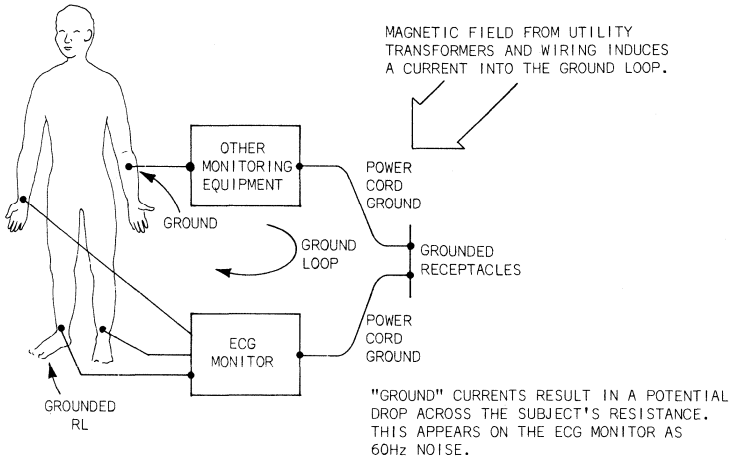 MAGNETIC FIELD FROM UTILITY
TRANSFORMERS AND WIRING INDUCES
A CURRENT INTO THE GROUND LOOP.
OTHER
MONITORING
EQUIPMENT
POWER
CORD
GROUND
GROUND
GROUND
LOOP
GROUNDED
RECEPTACLES
ECG
MONITOR
POWER
CORD
GROUND
GROUNDED
RL
"GROUND" CURRENTS RESULT IN A POTENTIAL
DROP ACROSS THE SUBJECT'S RESISTANCE.
THIS APPEARS ON THE ECG MONITOR AS
60Hz NOISE.